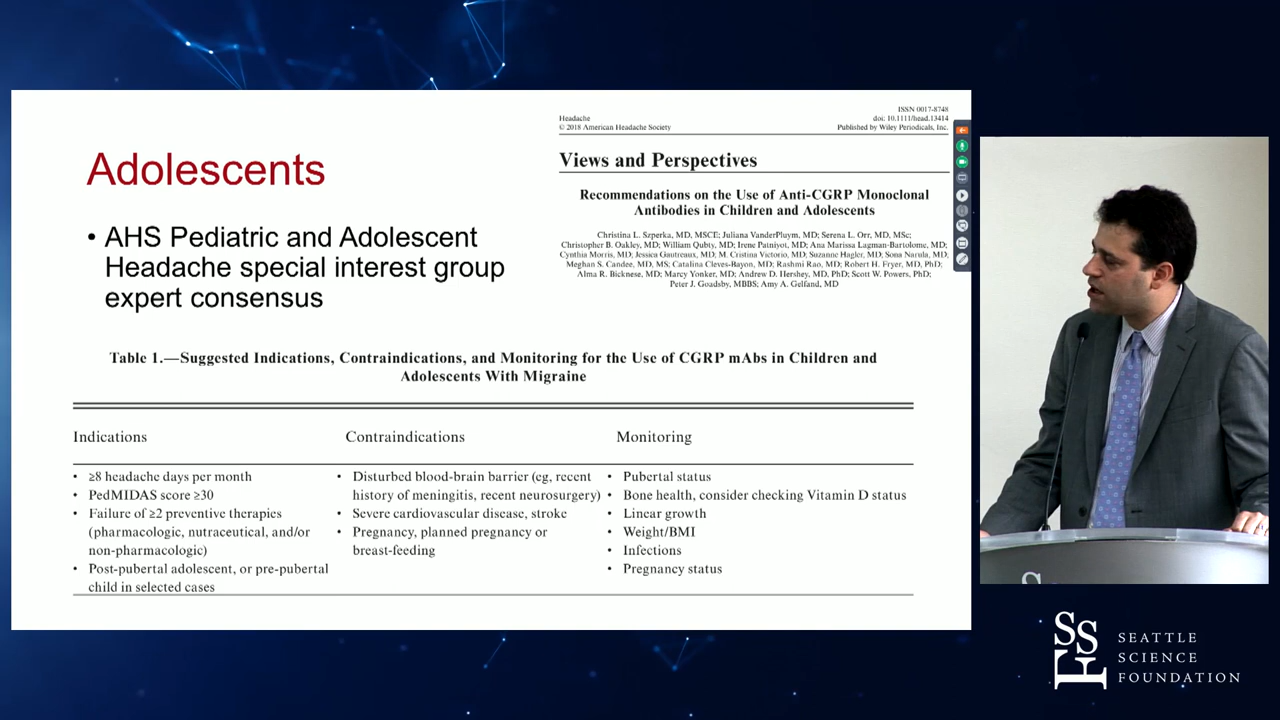 Headache
© 2018 American Headache Society
ISSN 0017-8748
doi: 10.1111/head.13414
Published by Wiley Periodicals, Inc.
Views and Perspectives
Recommendations on the Use of Anti-CGRP Monoclonal
Antibodies in Children and Adolescents
Christina L. Szperka, MD, MSCE; Juliana VanderPluym, MD; Serena L. Orr, MD, MSc;
Christopher B. Oakley, MD; William Qubty, MD; Irene Patniyot, MD; Ana Marissa Lagman-Bartolome, MD;
Cynthia Morris, MD; Jessica Gautreaux, MD; M. Cristina Victorio, MD; Suzanne Hagler, MD; Sona Narula, MD;
Meghan S. Candee, MD, MS; Catalina Cleves-Bayon, MD; Rashmi Rao, MD; Robert H. Fryer, MD, PhD;
Alma R. Bicknese, MD; Marcy Yonker, MD; Andrew D. Hershey, MD, PhD; Scott W. Powers, PhD;
Peter J. Goadsby, MBBS; Amy A. Gelfand, MD
Adolescents
• AHS Pediatric and Adolescent
Headache special interest group
expert consensus
Table 1.—Suggested Indications, Contraindications, and Monitoring for the Use of CGRP mAbs in Children and
Adolescents With Migraine
Indications
• ≥8 headache days per month
• PedMIDAS score ≥30
• Failure of ≥2 preventive therapies
(pharmacologic, nutraceutical, and/or
non-pharmacologic)
• Post-pubertal adolescent, or pre-pubertal
child in selected cases
Contraindications
• Disturbed blood-brain barrier (eg, recent
history of meningitis, recent neurosurgery)
• Severe cardiovascular disease, stroke
• Pregnancy, planned pregnancy or
breast-feeding
Monitoring
• Pubertal status
• Bone health, consider checking Vitamin D status
• Linear growth
• Weight/BMI
• Infections
• Pregnancy status
S
SSF
SEATTLE
SCIENCE
FOUNDATION